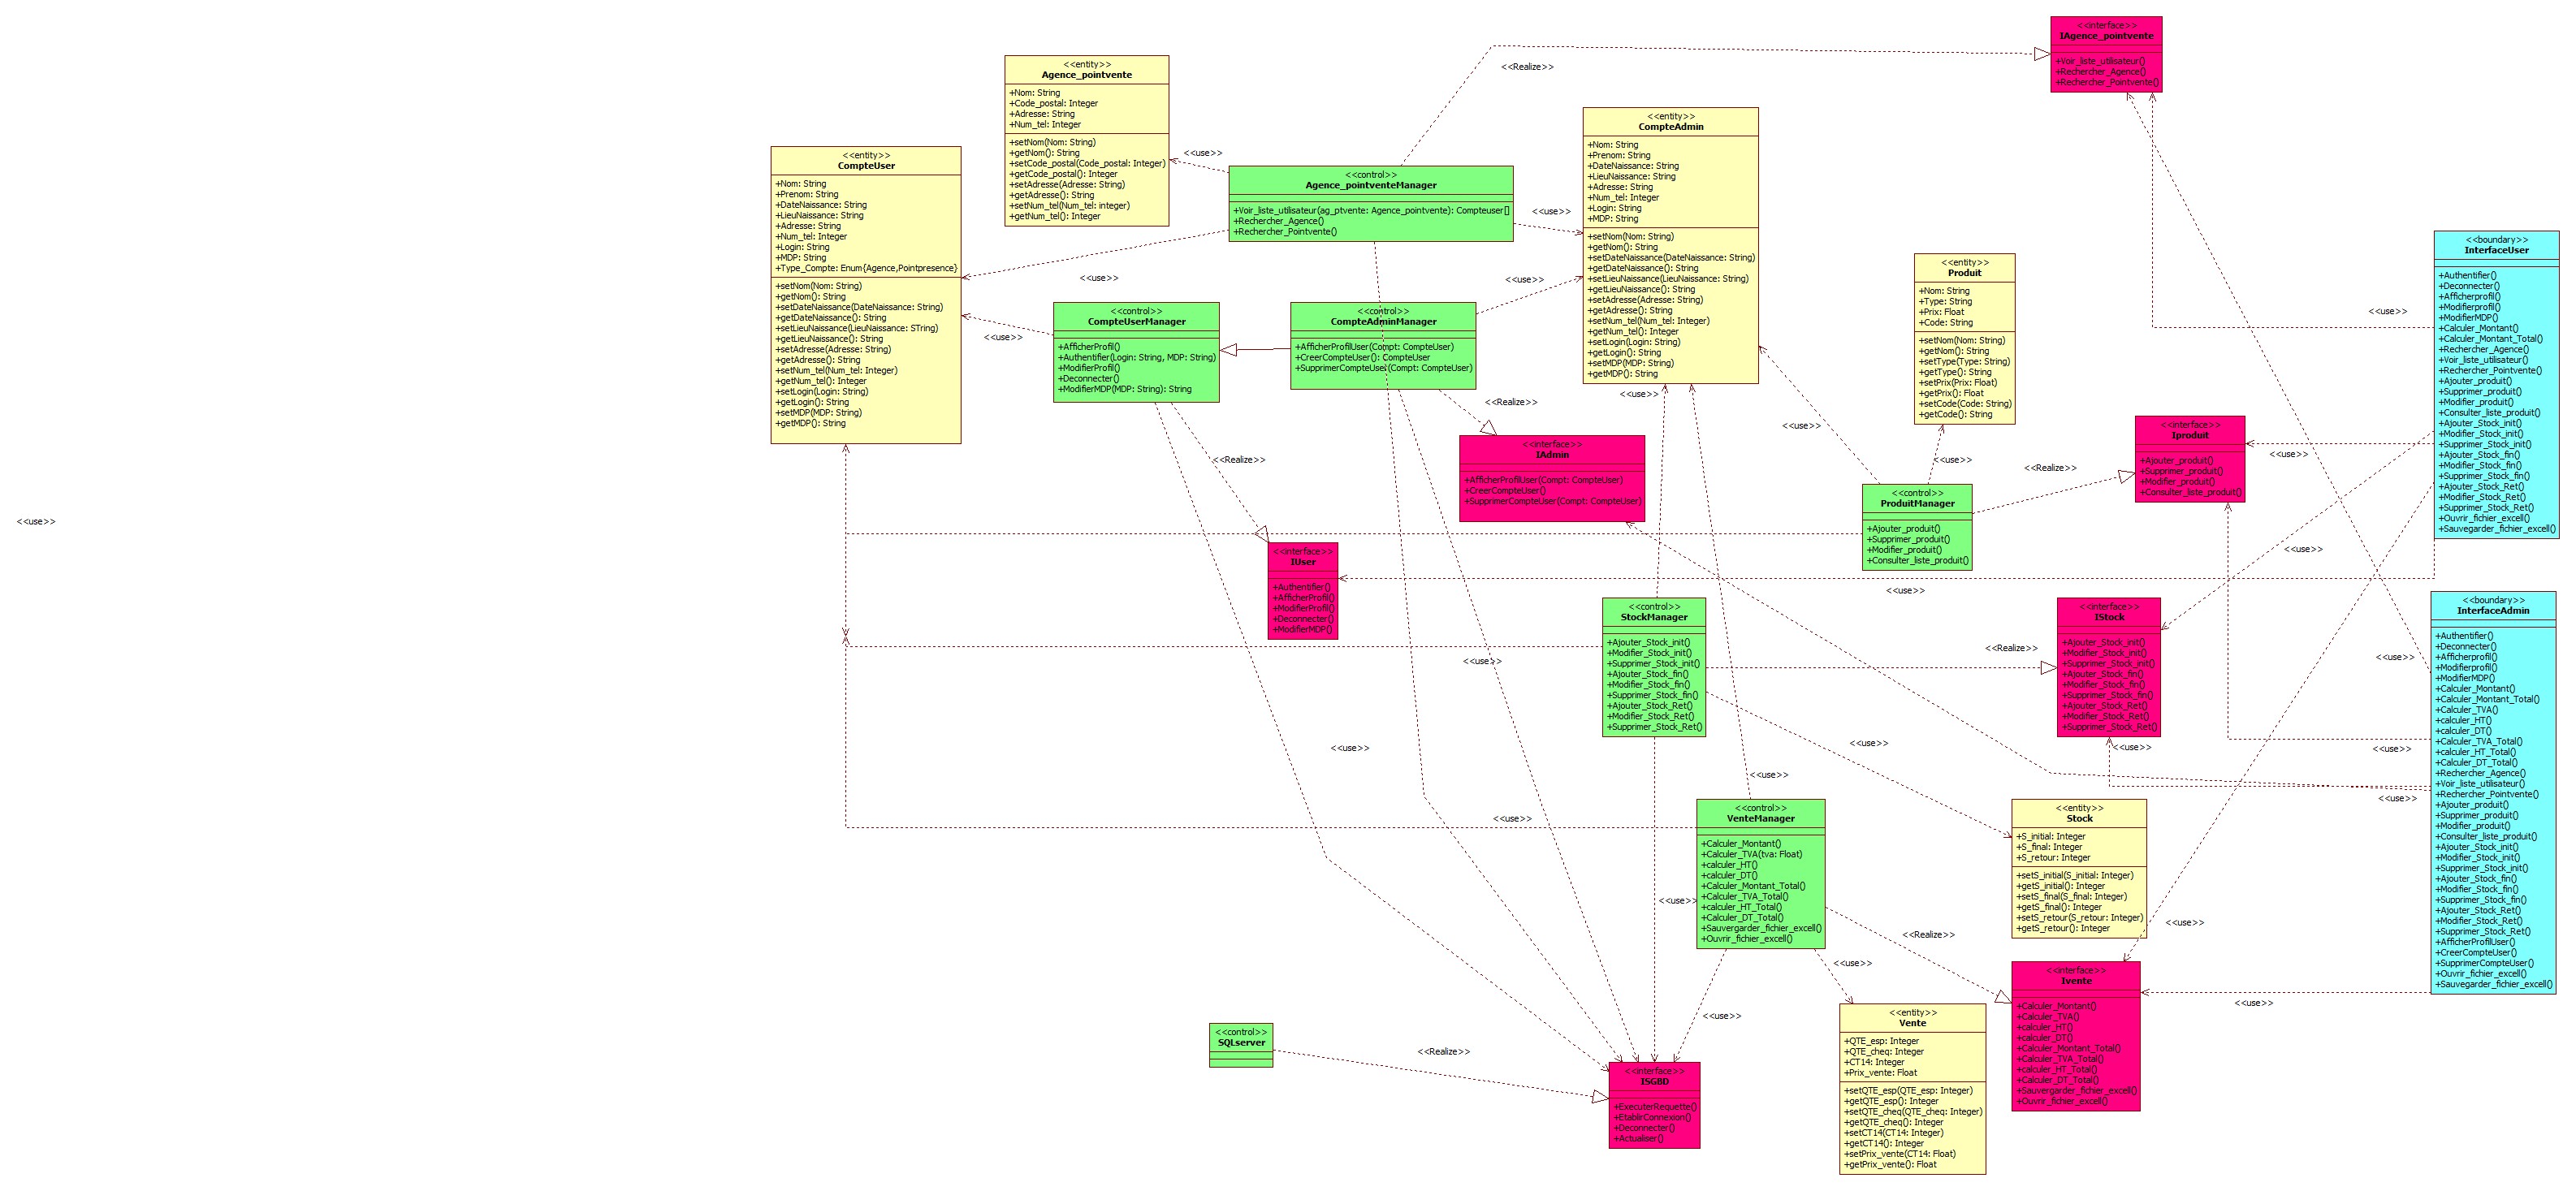 <<interface>>
IAgence_pointvente
+Voir_liste_utilisateur()
+Rechercher_Agence()
+Rechercher_Pointvente()
<<Realize>>
<<entity>>
Agence_pointvente
+Nom: String
+Code_postal: Integer
+Adresse: String
+Num_tel: Integer
+setNom(Nom: String)
+getNom(): String
+setCode_postal(Code_postal: Integer)
+getCode_postal(): Integer
+setAdresse(Adresse: String)
+getAdresse(): String
+setNum_tel(Num_tel: integer)
+getNum_tel(): Integer
<<use>>
<<entity>>
CompteUser
+Nom: String
+Prenom: String
+DateNaissance: String
+LieuNaissance: String
+Adresse: String
+Num_tel: Integer
+Login: String
+MDP: String
+Type_Compte: Enum{Agence,Pointpresence}
+setNom(Nom: String)
+getNom(): String
+setDateNaissance(DateNaissance: String)
+getDateNaissance(): String
+setLieuNaissance(LieuNaissance: STring)
+getLieuNaissance(): String
+setAdresse(Adresse: String)
+getAdresse(): String
+setNum_tel(Num_tel: Integer)
+getNum_tel(): Integer
+setLogin(Login: String)
+getLogin(): String
+setMDP(MDP: String)
+getMDP(): String
<<control>>
Agence_pointventeManager
+Voir_liste_utilisateur(ag_ptvente: Agence_pointvente): Compteuser[]
+Rechercher_Agence()
+Rechercher_Pointvente()
<<use>>
<<use>>
<<entity>>
CompteAdmin
+Nom: String
+Prenom: String
+DateNaissance: String
+LieuNaissance: String
+Adresse: String
+Num_tel: Integer
+Login: String
+MDP: String
+setNom(Nom: String)
+getNom(): String
+setDateNaissance(DateNaissance: String)
+getDateNaissance(): String
+setLieuNaissance(LieuNaissance: String)
+getLieuNaissance(): String
+setAdresse(Adresse: String)
+getAdresse(): String
+setNum_tel(Num_tel: Integer)
+getNum_tel(): Integer
+setLogin(Login: String)
+getLogin(): String
+setMDP(MDP: String)
+getMDP(): String
<<use>>
<<use>>
<<control>>
CompteUserManager
+AfficherProfil()
+Authentifier(Login: String, MDP: String)
+ModifierProfil()
+Deconnecter()
+ModifierMDP(MDP: String): String
<<control>>
CompteAdminManager
+AfficherProfilUser(Compt: CompteUser)
+CreerCompteUser(): CompteUser
+SupprimerCompteUser(Compt: CompteUser)
<<entity>>
Produit
+Nom: String
+Type: String
+Prix: Float
+Code: String
+setNom(Nom: String)
+getNom(): String
+setType(Type: String)
+getType(): String
+setPrix(Prix: Float)
+getPrix(): Float
+setCode(Code: String)
+getCode(): String
<<boundary>>
InterfaceUser
+Authentifier()
+Deconnecter()
+Afficherprofil()
+Modifierprofil()
+ModifierMDP()
+Calculer_Montant()
+Calculer_Montant_Total()
+Rechercher_Agence()
+Voir_liste_utilisateur()
+Rechercher_Pointvente()
+Ajouter_produit()
+Supprimer_produit()
+Modifier_produit()
+Consulter_liste_produit()
+Ajouter_Stock_init()
+Modifier_Stock_init()
+Supprimer_Stock_init()
+Ajouter_Stock_fin()
+Modifier_Stock_fin()
+Supprimer_Stock_fin()
+Ajouter_Stock_Ret()
+Modifier_Stock_Ret()
+Supprimer_Stock_Ret()
+Ouvrir_fichier_excell()
+Sauvegarder_fichier_excell()
<<use>>
<<use>>
<<Realize>>
<<use>>
<<Realize>>
<<interface>>
IAdmin
+AfficherProfilUser(Compt: CompteUser)
+CreerCompteUser()
+SupprimerCompteUser(Compt: CompteUser)
<<interface>>
Iproduit
+Ajouter_produit()
+Supprimer_produit()
+Modifier_produit()
+Consulter_liste_produit()
<<use>>
<<use>>
<<Realize>>
<<control>>
ProduitManager
+Ajouter_produit()
+Supprimer_produit()
+Modifier_produit()
+Consulter_liste_produit()
<<use>>
<<use>>
<<use>>
<<interface>>
IUser
+Authentifier()
+AfficherProfil()
+ModifierProfil()
+Deconnecter()
+ModifierMDP()
<<control>>
StockManager
+Ajouter_Stock_init()
+Modifier_Stock_init()
+Supprimer_Stock_init()
+Ajouter_Stock_fin()
+Modifier_Stock_fin()
+Supprimer_Stock_fin()
+Ajouter_Stock_Ret()
+Modifier_Stock_Ret()
+Supprimer_Stock_Ret()
<<Realize>>
<<interface>>
IStock
+Ajouter_Stock_init()
+Modifier_Stock_init()
+Supprimer_Stock_init()
+Ajouter_Stock_fin()
+Modifier_Stock_fin()
+Supprimer_Stock_fin()
+Ajouter_Stock_Ret()
+Modifier_Stock_Ret()
+Supprimer_Stock_Ret()
<<boundary>>
InterfaceAdmin
+Authentifier()
+Deconnecter()
+Afficherprofil()
+Modifierprofil()
+ModifierMDP()
+Calculer_Montant()
+Calculer_Montant_Total()
+Calculer_TVA()
+calculer_HT()
+calculer_DT()
+Calculer_TVA_Total()
+calculer_HT_Total()
+Calculer_DT_Total()
+Rechercher_Agence()
+Voir_liste_utilisateur()
+Rechercher_Pointvente()
+Ajouter_produit()
+Supprimer_produit()
+Modifier_produit()
+Consulter_liste_produit()
+Ajouter_Stock_init()
+Modifier_Stock_init()
+Supprimer_Stock_init()
+Ajouter_Stock_fin()
+Modifier_Stock_fin()
+Supprimer_Stock_fin()
+Ajouter_Stock_Ret()
+Modifier_Stock_Ret()
+Supprimer_Stock_Ret()
+AfficherProfilUser()
+CreerCompteUser()
+SupprimerCompteUser()
+Ouvrir_fichier_excell()
+Sauvegarder_fichier_excell()
<<use>>
<<use>>
<<use>>
<<use>>
<<use>>
<<use>>
<<use>>
<<use>>
<<use>>
<<control>>
VenteManager
+Calculer_Montant()
+Calculer_TVA(tva: Float)
+calculer_HT()
+calculer_DT()
+Calculer_Montant_Total()
+Calculer_TVA_Total()
+calculer_HT_Total()
+Calculer_DT_Total()
+Sauvergarder_fichier_excell()
+Ouvrir_fichier_excell()
<<entity>>
Stock
+S_initial: Integer
+S_final: Integer
+S_retour: Integer
+setS_initial(S_initial: Integer)
+getS_initial(): Integer
+setS_final(S_final: Integer)
+getS_final(): Integer
+setS_retour(S_retour: Integer)
+getS_retour(): Integer
<<use>>
<<use>>
<<Realize>>
<<use>>
<<interface>>
Ivente
+Calculer_Montant()
+Calculer_TVA()
+calculer_HT()
+calculer_DT()
+Calculer_Montant_Total()
+Calculer_TVA_Total()
+calculer_HT_Total()
+Calculer_DT_Total()
+Sauvergarder_fichier_excell()
+Ouvrir_fichier_excell()
<<use>>
<<use>>
<<entity>>
Vente
+QTE_esp: Integer
+QTE_cheq: Integer
+CT14: Integer
+Prix_vente: Float
+setQTE_esp(QTE_esp: Integer)
+getQTE_esp(): Integer
+setQTE_cheq(QTE_cheq: Integer)
+getQTE_cheq(): Integer
+setCT14(CT14: Integer)
+getCT14(): Integer
+setPrix_vente(CT14: Float)
+getPrix_vente(): Float
<<control>>
SQLserver
<<Realize>>
<<interface>>
ISGBD
+ExecuterRequette()
+EtablirConnexion()
+Deconnecter()
+Actualiser()